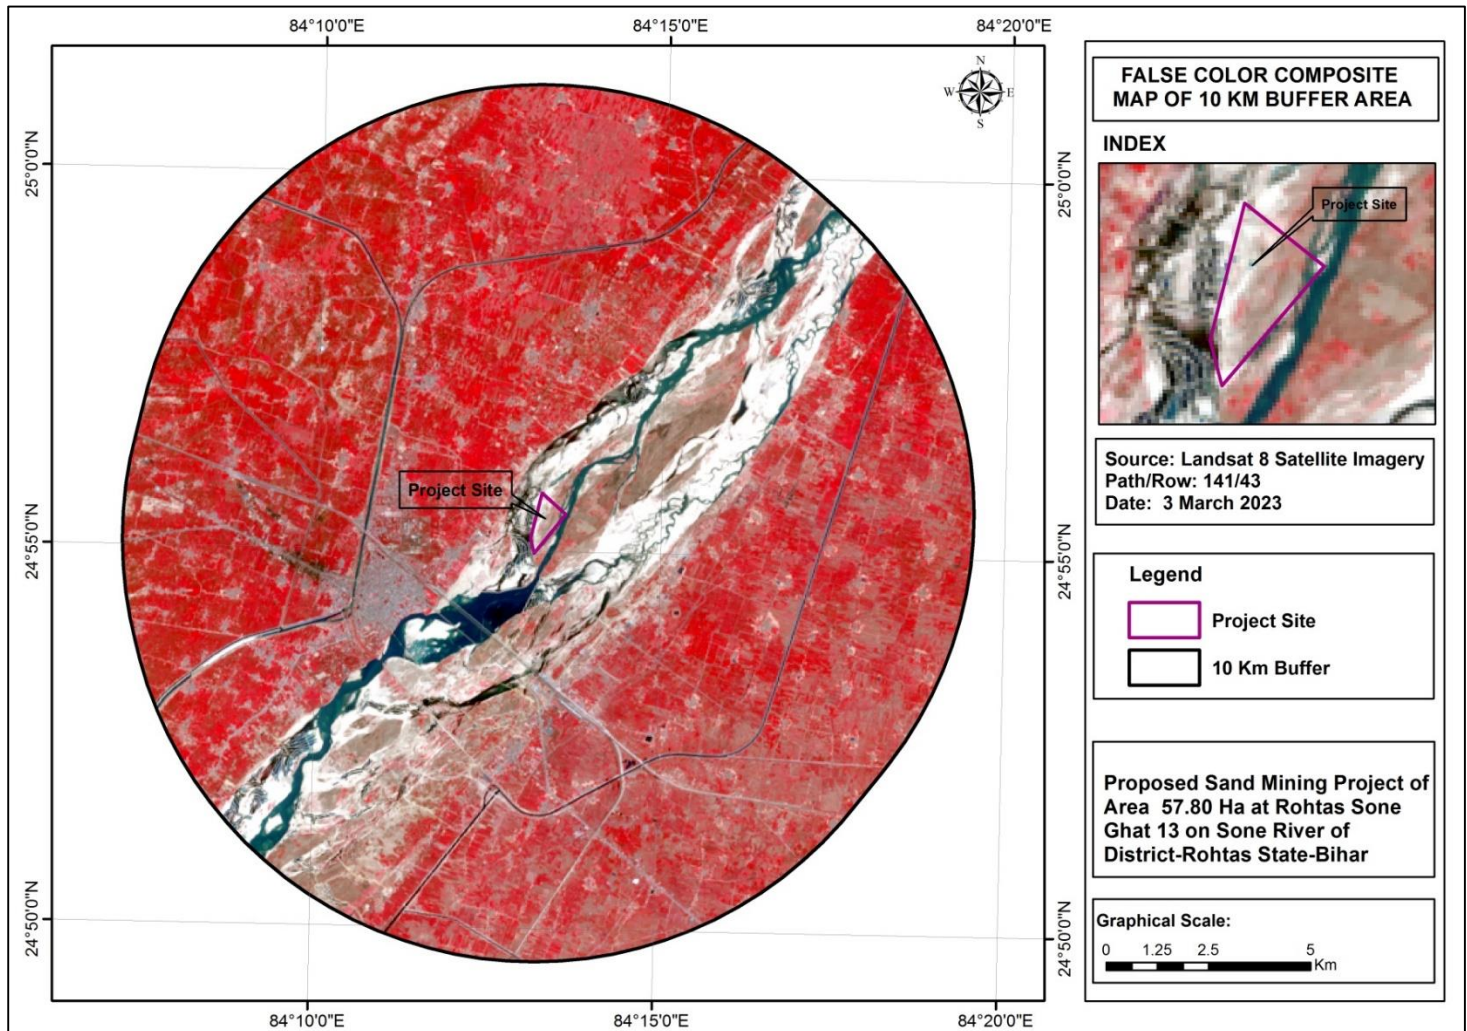 84°10'0"E
84°15'0"E
84°20'0"E
N
W
E
S
25°0'0"N
25°0'0"N
24°55'0"N
24°55'0"N
24°50'0"N
24°50'0"N
84°10'0"E
84°15'0"E
84°20'0"E
Project Site
FALSE COLOR COMPOSITE
MAP OF 10 KM BUFFER AREA
INDEX
Project Site
Source: Landsat 8 Satellite Imagery
Path/Row: 141/43
Date: 3 March 2023
Legend
Project Site
10 Km Buffer
Proposed Sand Mining Project of
Area 57.80 Ha at Rohtas Sone
Ghat 13 on Sone River of
District-Rohtas State-Bihar
Graphical Scale:
0 1.25 2.5 5
Km